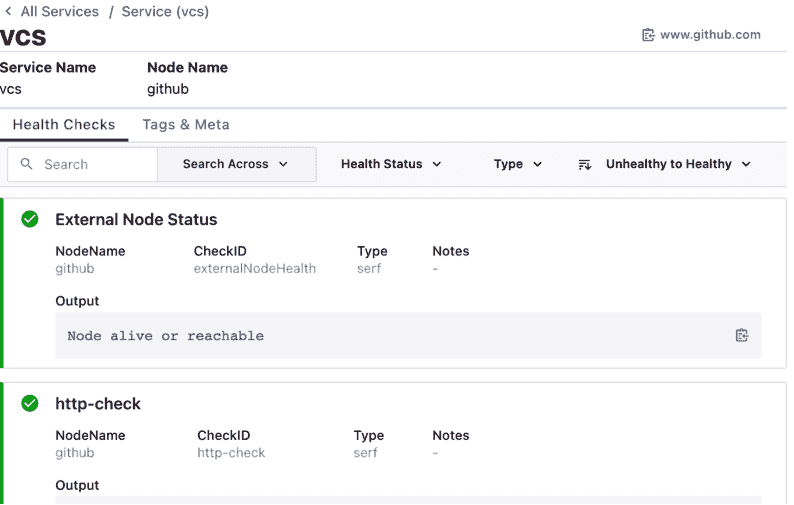 All Services / Service (vcs)
vcs
www.github.com
Service Name Node Name
vcs github
Health Checks Tags & Meta
Search Search Across Health Status Type Unhealthy to Healthy
External Node Status
NodeName CheckID Type Notes
github externalNodeHealth serf -
Output
Node alive or reachable
http-check
NodeName CheckID Type Notes
github http-check serf -
Output